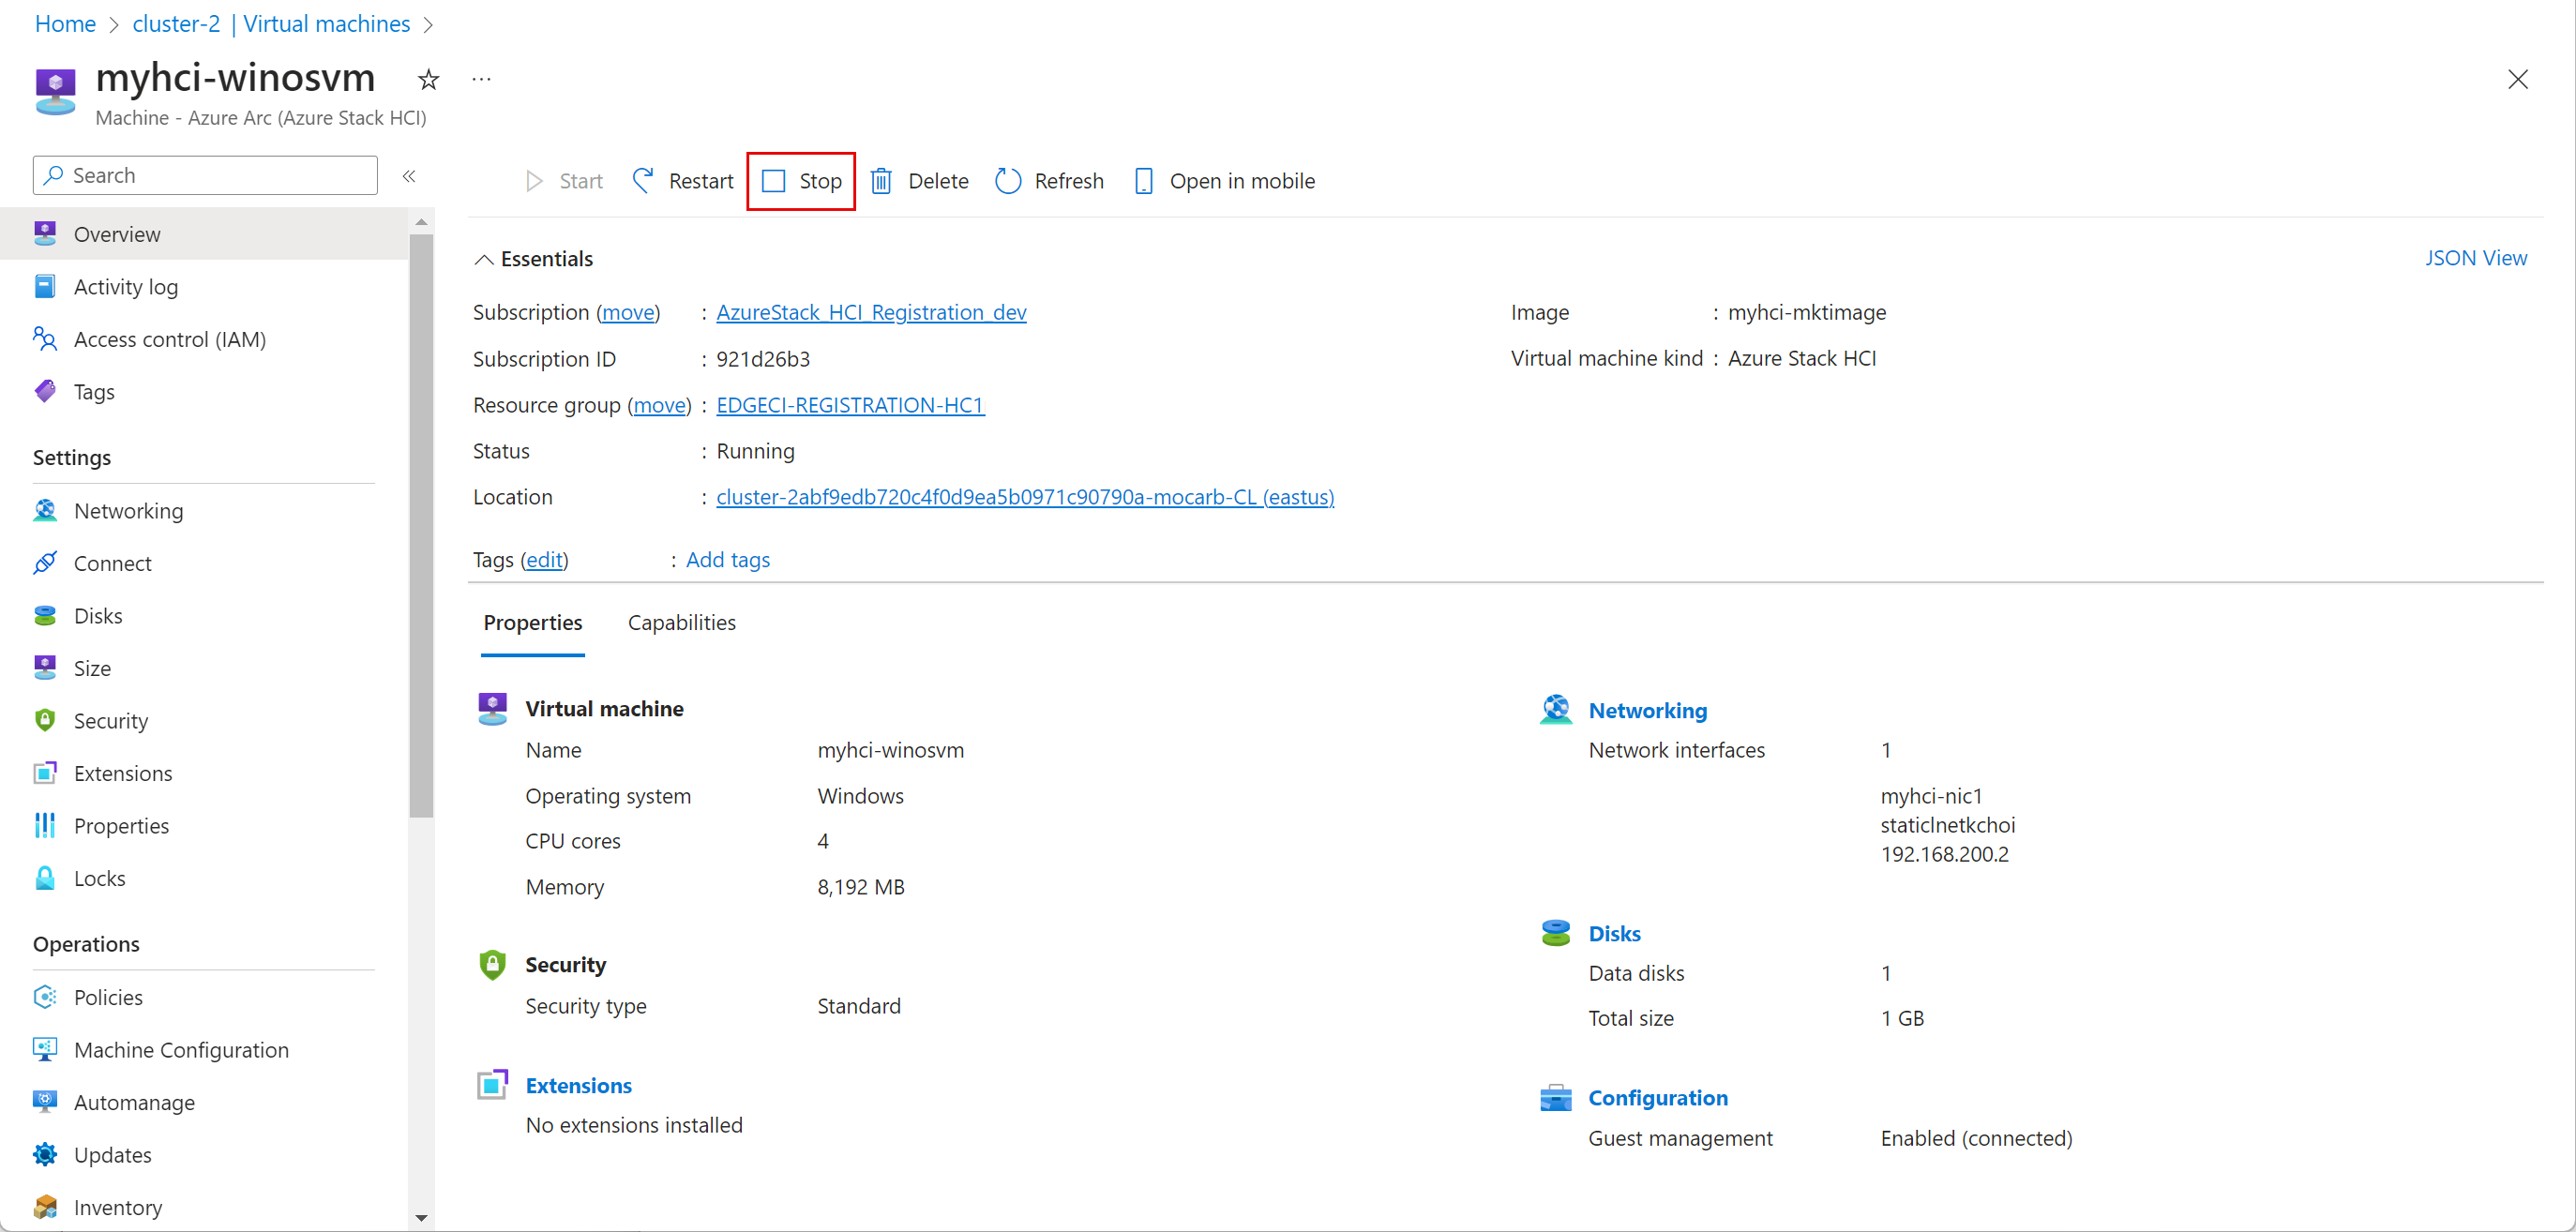 Home > cluster-2 | Virtual machines >
myhci-winosvm ☆ ...
Machine - Azure Arc (Azure Stack HCI)
Search «
Overview
Activity log
Access control (IAM)
Tags
Settings
Networking
Connect
Disks
Size
Security
Extensions
Properties
Locks
Operations
Policies
Machine Configuration
Automanage
Updates
Inventory
Start Restart Stop Delete Refresh Open in mobile
Essentials JSON View
Subscription (move) : AzureStack_HCI_Registration_dev
Subscription ID : 921d26b3
Resource group (move) : EDGECI-REGISTRATION-HC1
Status : Running
Location : cluster-2abf9edb720c4f0d9ea5b0971c90790a-mocarb-CL (eastus)
Image : myhci-mktimage
Virtual machine kind : Azure Stack HCI
Tags (edit) : Add tags
Properties Capabilities
Virtual machine
Name myhci-winosvm
Operating system Windows
CPU cores 4
Memory 8,192 MB
Security
Security type Standard
Extensions
No extensions installed
Networking
Network interfaces 1
myhci-nic1
staticlnetkchoi
192.168.200.2
Disks
Data disks 1
Total size 1 GB
Configuration
Guest management Enabled (connected)